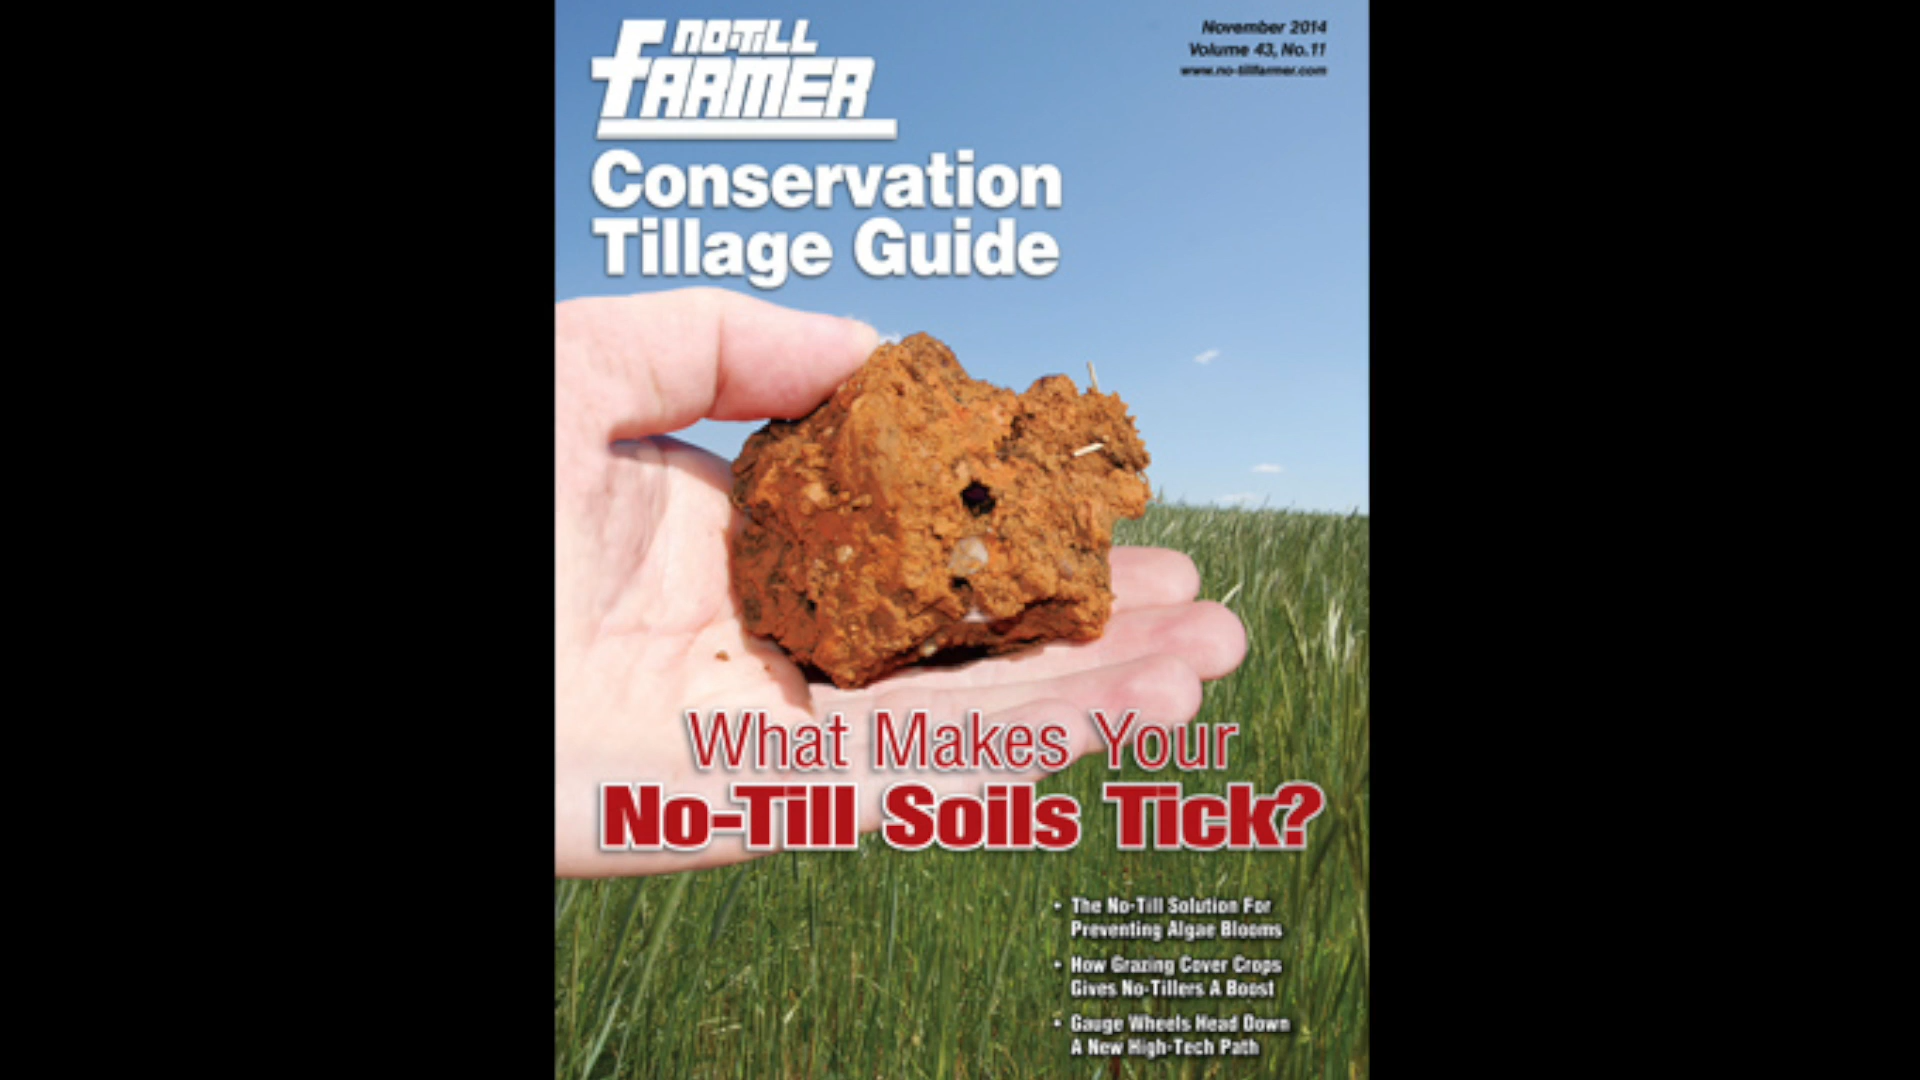 NO-TILL
FARMER
November 2014
Volume 43, No.11
www.no-tillfarmer.com
Conservation
Tillage Guide
What Makes Your
No-Till Soils Tick?
• The No-Till Solution For
Preventing Algae Blooms
• How Grazing Cover Crops
Gives No-Tillers A Boost
• Gauge Wheels Head Down
A New High-Tech Path